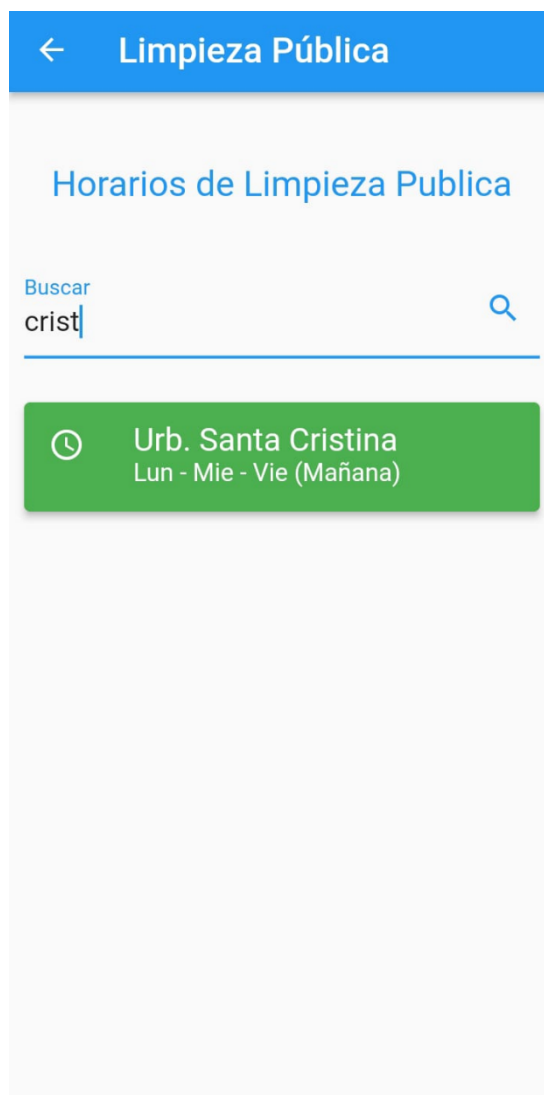 Limpieza Pública
Horarios de Limpieza Publica
Buscar
crist
Urb. Santa Cristina
Lun - Mie - Vie (Mañana)